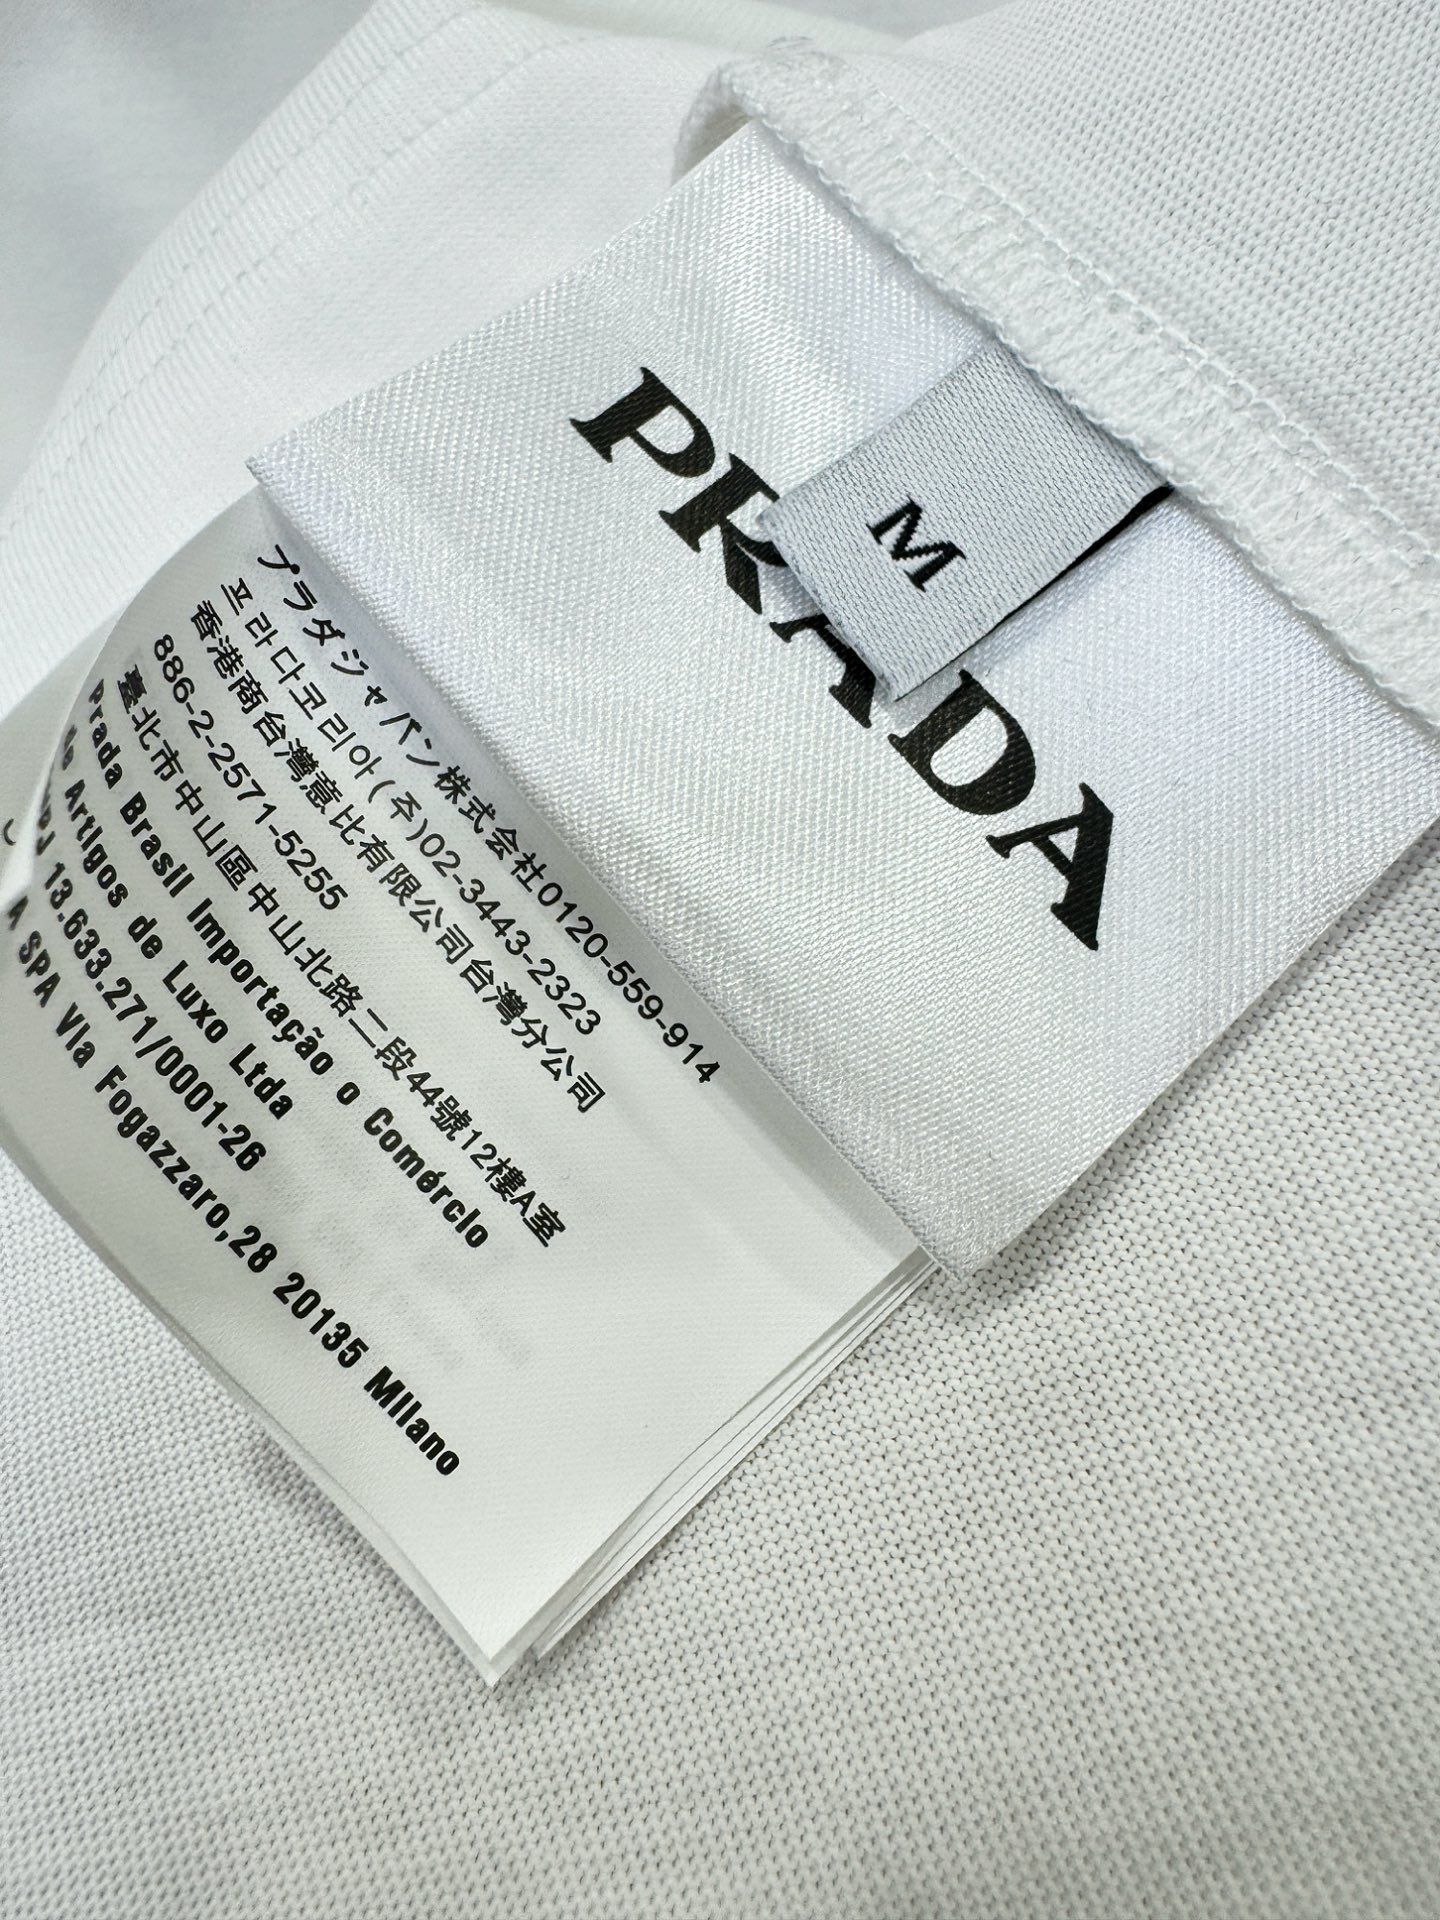 PRADA
M
プラダジャパン株式会社0120-559-914
프라다코리아(주)02-3443-2323
香港商台灣意比有限公司台灣分公司
886-2-2571-5255
臺北市中山區中山北路二段44號12樓A室
Prada Brasil Importação o Comérclo
de Artlgos de Luxo Ltda
13.633.271/0001-26
A SPA Vla Fogazzaro,28 20135 Mllano